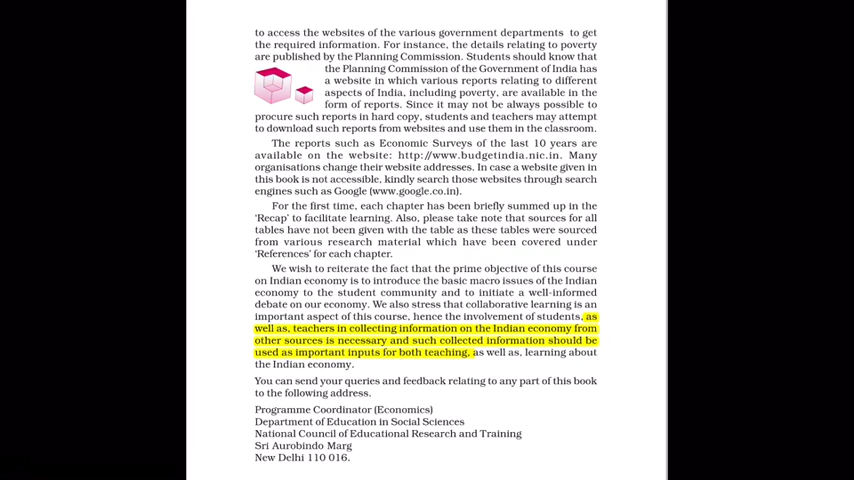 to access the websites of the various government departments to get
the required information. For instance, the details relating to poverty
are published by the Planning Commission. Students should know that
the Planning Commission of the Government of India has
a website in which various reports relating to different
aspects of India, including poverty, are available in the
form of reports. Since it may not be always possible to
procure such reports in hard copy, students and teachers may attempt
to download such reports from websites and use them in the classroom.
The reports such as Economic Surveys of the last 10 years are
available on the website: http://www.budgetindia.nic.in. Many
organisations change their website addresses. In case a website given in
this book is not accessible, kindly search those websites through search
engines such as Google (www.google.co.in).
For the first time, each chapter has been briefly summed up in the
'Recap' to facilitate learning. Also, please take note that sources for all
tables have not been given with the table as these tables were sourced
from various research material which have been covered under
'References' for each chapter.
We wish to reiterate the fact that the prime objective of this course
on Indian economy is to introduce the basic macro issues of the Indian
economy to the student community and to initiate a well-informed
debate on our economy. We also stress that collaborative learning is an
important aspect of this course, hence the involvement of students, as
well as, teachers in collecting information on the Indian economy from
other sources is necessary and such collected information should be
used as important inputs for both teaching, as well as, learning about
the Indian economy.
You can send your queries and feedback relating to any part of this book
to the following address.
Programme Coordinator (Economics)
Department of Education in Social Sciences
National Council of Educational Research and Training
Sri Aurobindo Marg
New Delhi 110 016.